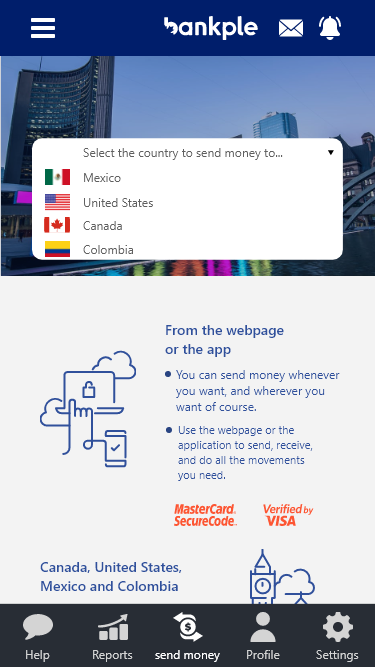 bankple
Select the country to send money to...
Mexico
United States
Canada
Colombia
From the webpage
or the app
You can send money whenever
you want, and wherever you
want of course.
Use the webpage or the
application to send, receive,
and do all the movements
you need.
MasterCard.
SecureCode.
Verified by
VISA
Canada, United States,
Mexico and Colombia
Help
Reports
send money
Profile
Settings